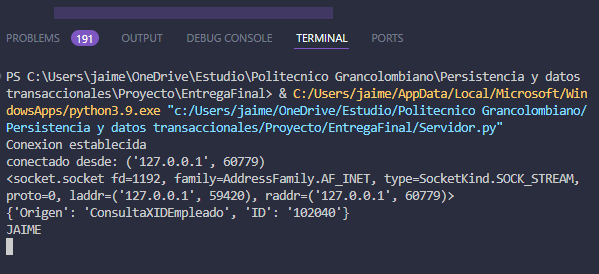 PROBLEMS 191 OUTPUT DEBUG CONSOLE TERMINAL PORTS
PS C:\Users\jaime\OneDrive\Estudio\Politecnico Grancolombiano\Persistencia y datos
transaccionales\Proyecto\EntregaFinal> & C:/Users/jaime/AppData/Local/Microsoft/Win
dowsApps/python3.9.exe "c:/Users/jaime/OneDrive/Estudio/Politecnico Grancolombiano/
Persistencia y datos transaccionales/Proyecto/EntregaFinal/Servidor.py"
Conexion establecida
conectado desde: ('127.0.0.1', 60779)
<socket.socket fd=1192, family=AddressFamily.AF_INET, type=SocketKind.SOCK_STREAM,
proto=0, laddr=('127.0.0.1', 59420), raddr=('127.0.0.1', 60779)>
{'Origen': 'ConsultaXIDEmpleado', 'ID': '102040'}
JAIME